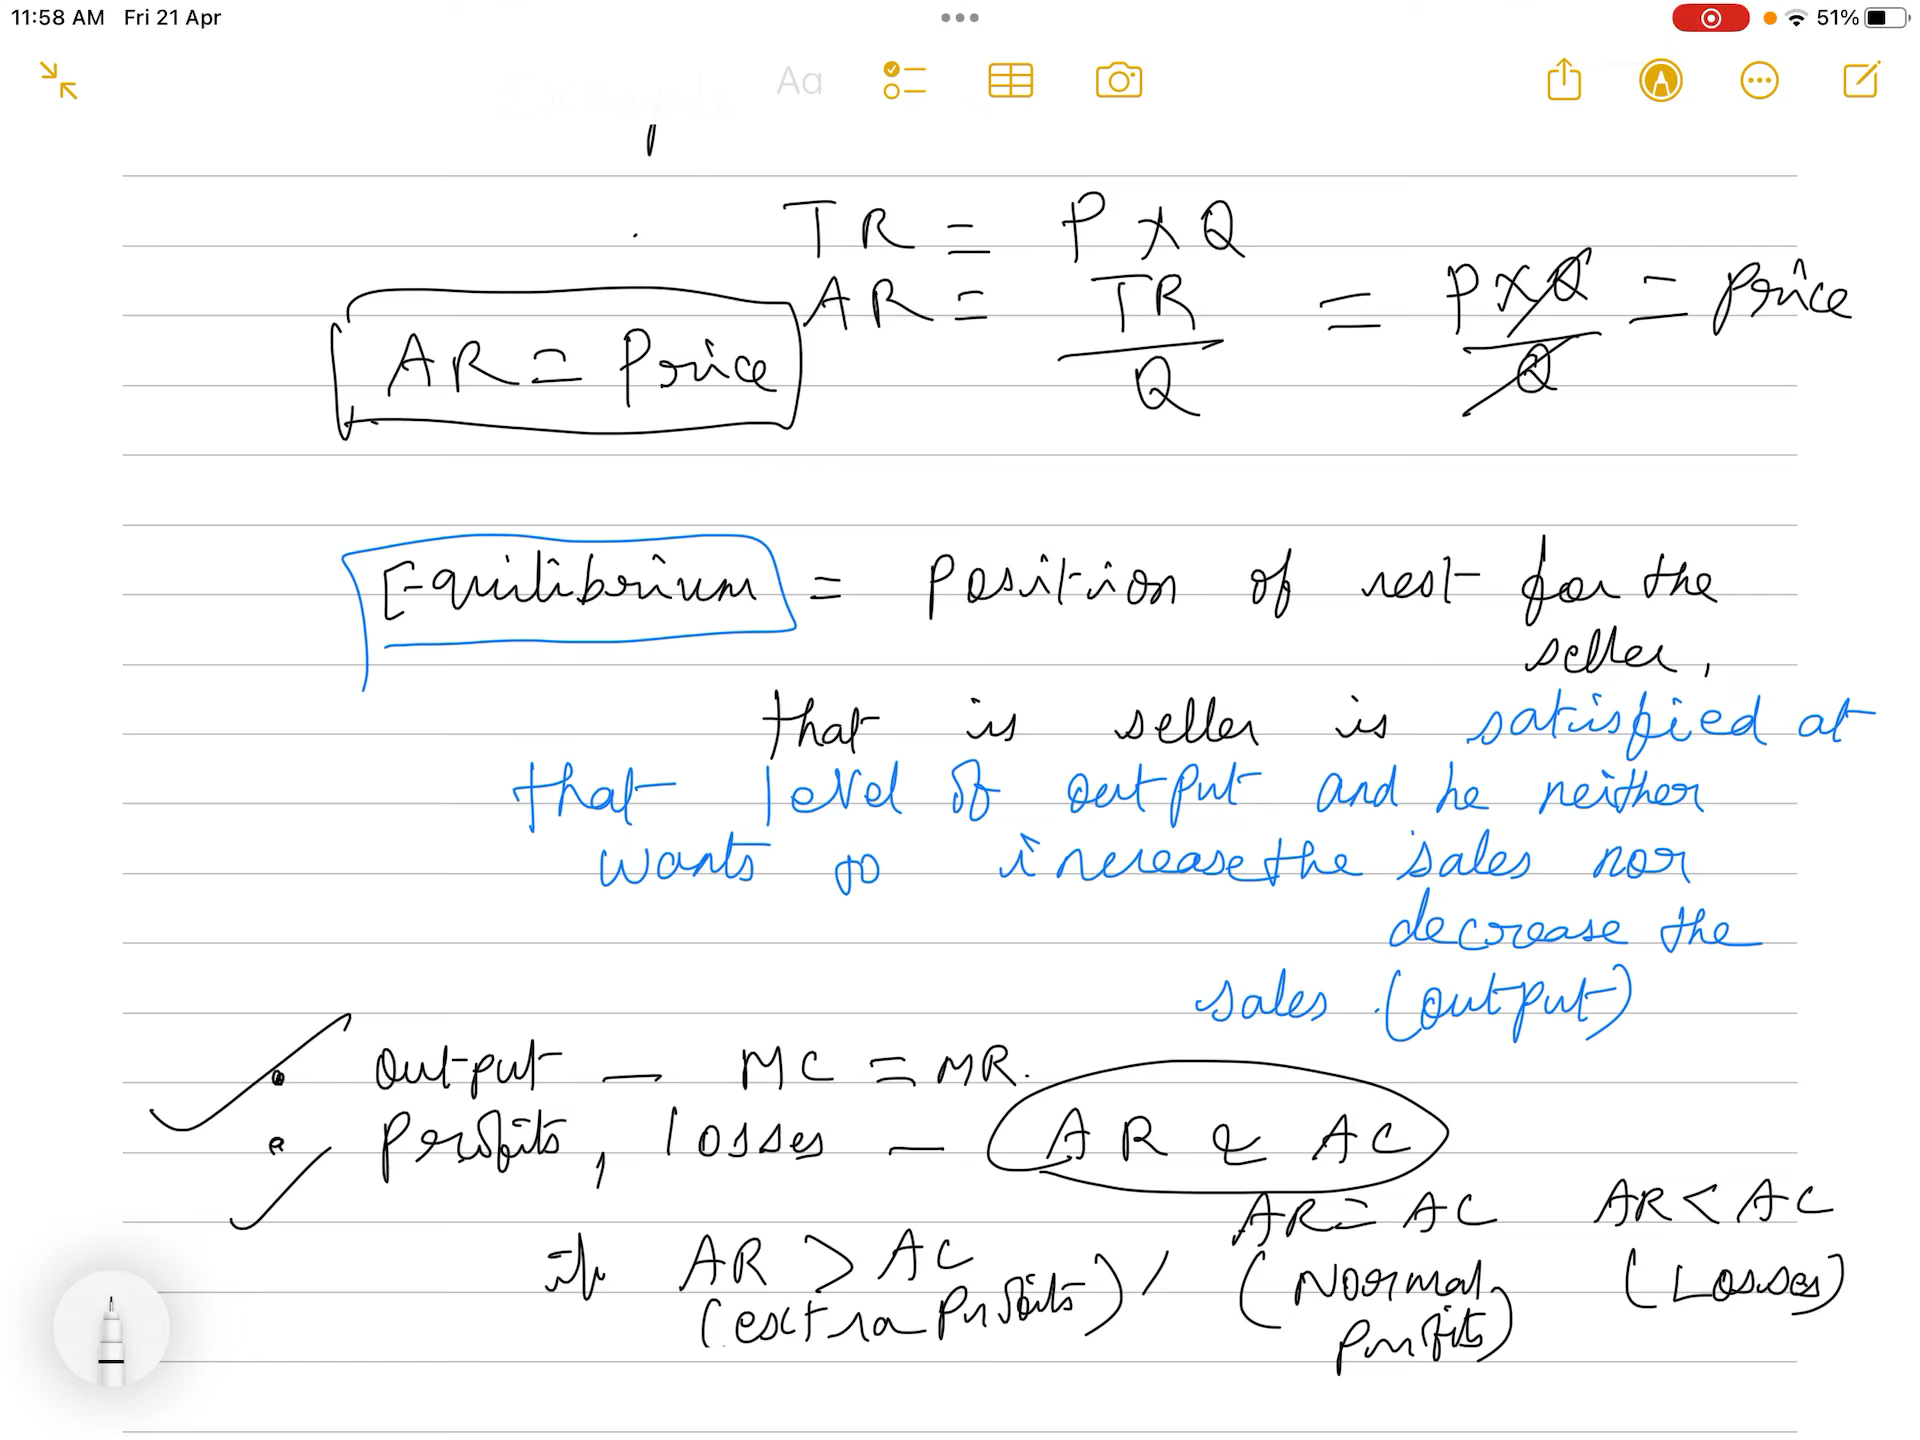 11:58 AM Fri 21 Apr
51%
Aa
TR = P × Q
AR = TR / Q = P × Q / Q = Price
AR = Price
Equilibrium = Position of rest for the
seller,
that is seller is satisfied at
that level of output and he neither
wants to increase the sales nor
decrease the
sales. (output)
• Output — MC = MR.
• Profits, losses — AR & AC
AR = AC AR < AC
if AR > AC
(extra Profits), (Normal Profits) (Losses)